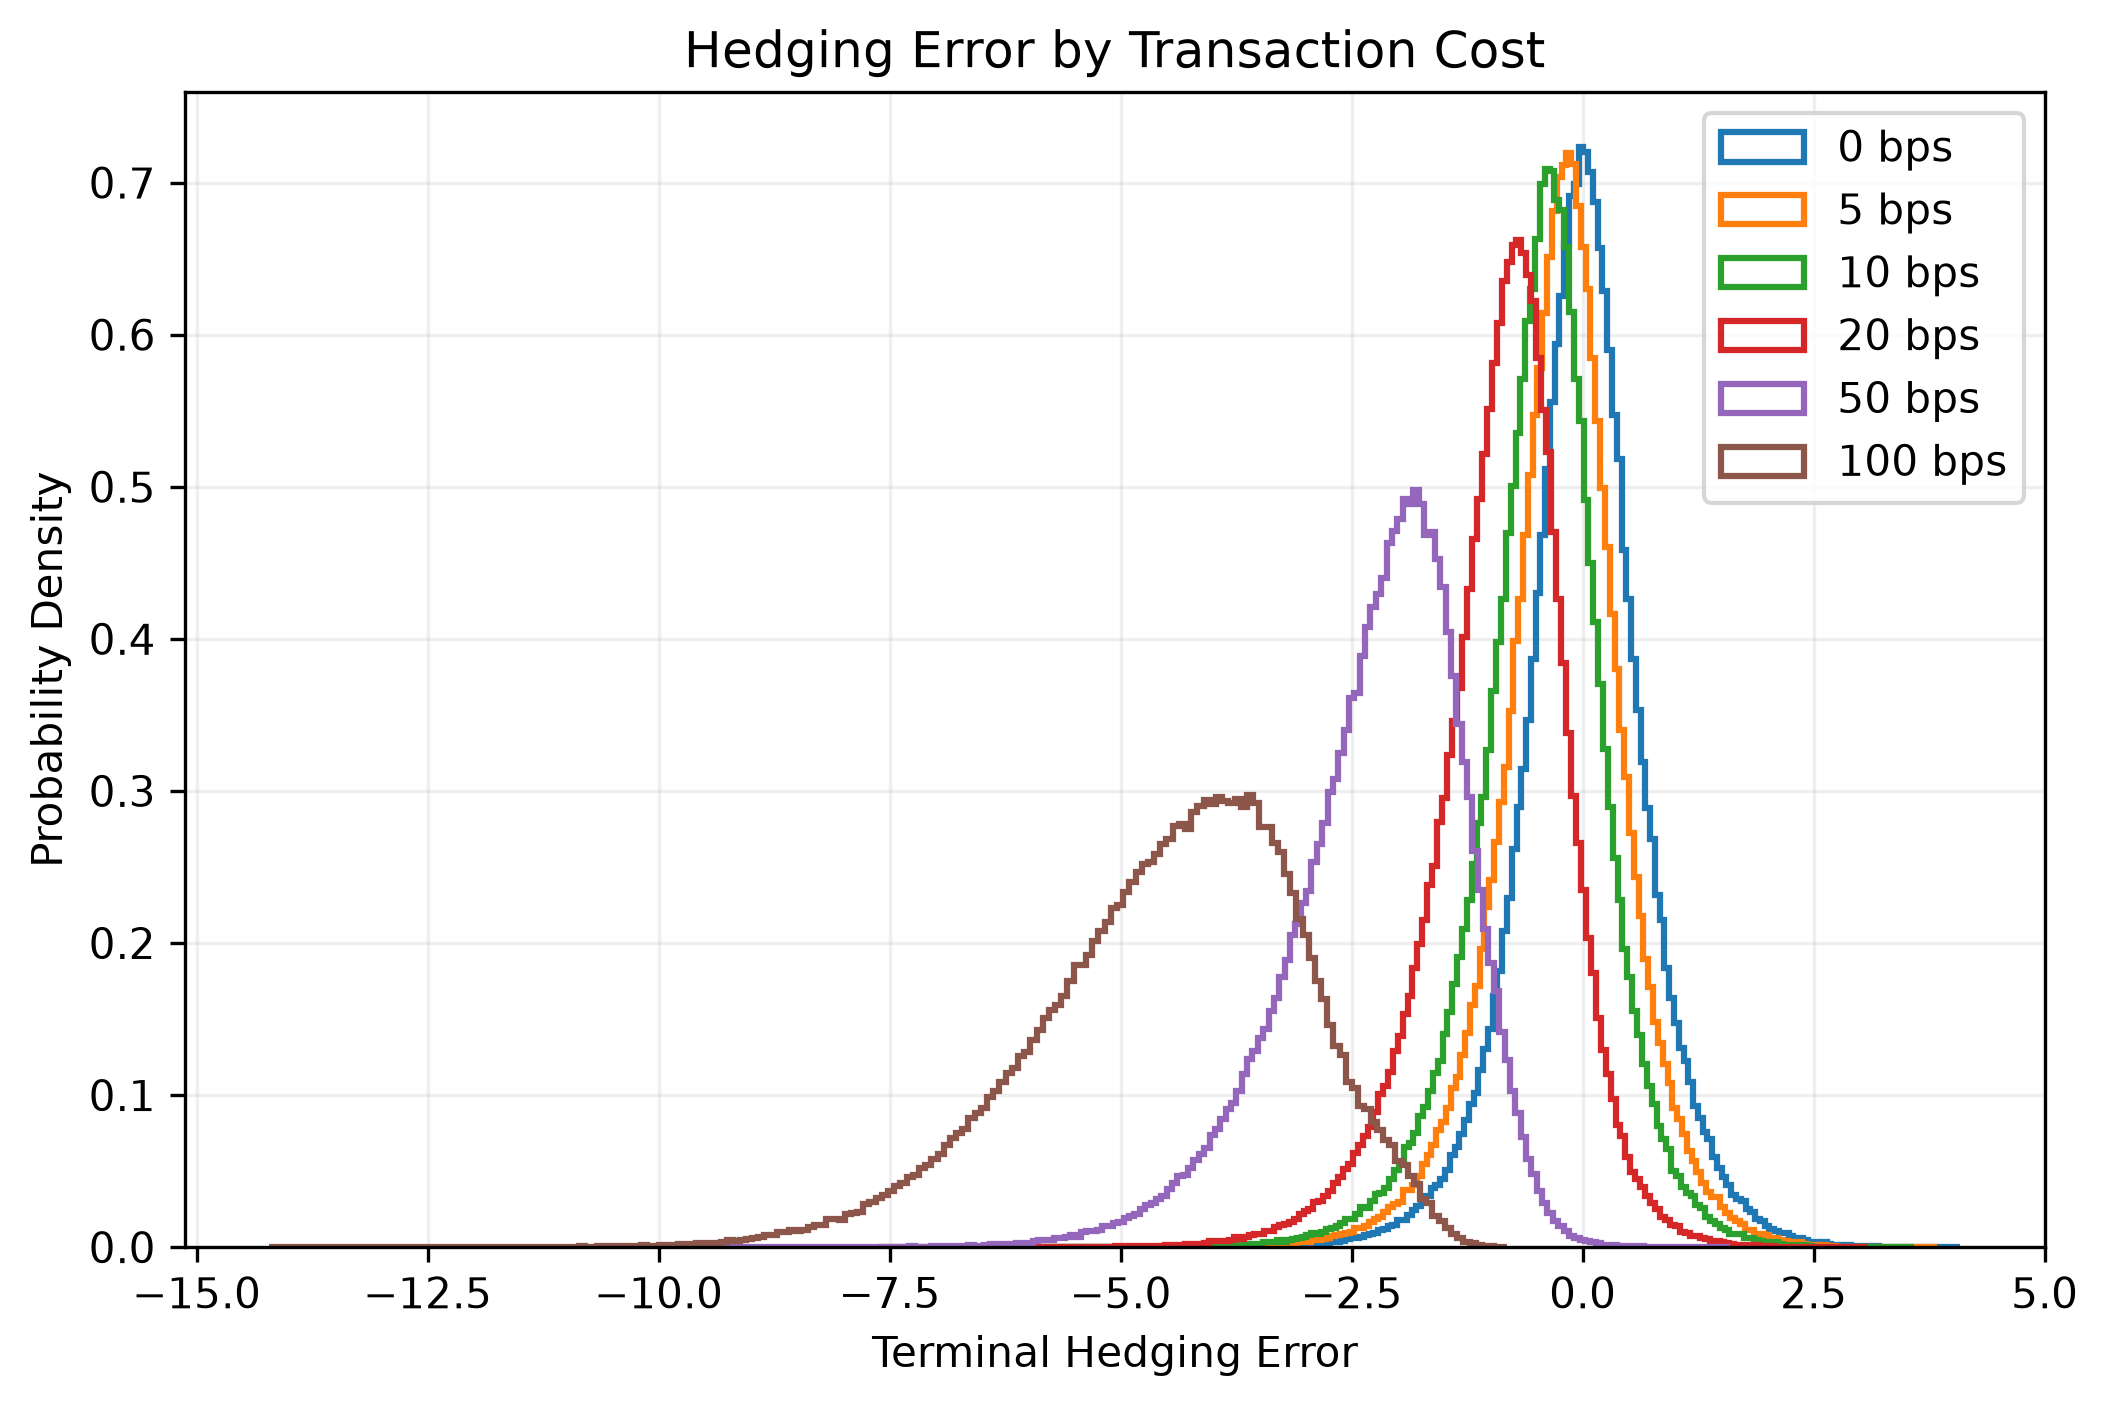 Hedging Error by Transaction Cost
0 bps
5 bps
10 bps
20 bps
50 bps
100 bps
Probability Density
0.7
0.6
0.5
0.4
0.3
0.2
0.1
0.0
−15.0 −12.5 −10.0 −7.5 −5.0 −2.5 0.0 2.5 5.0
Terminal Hedging Error